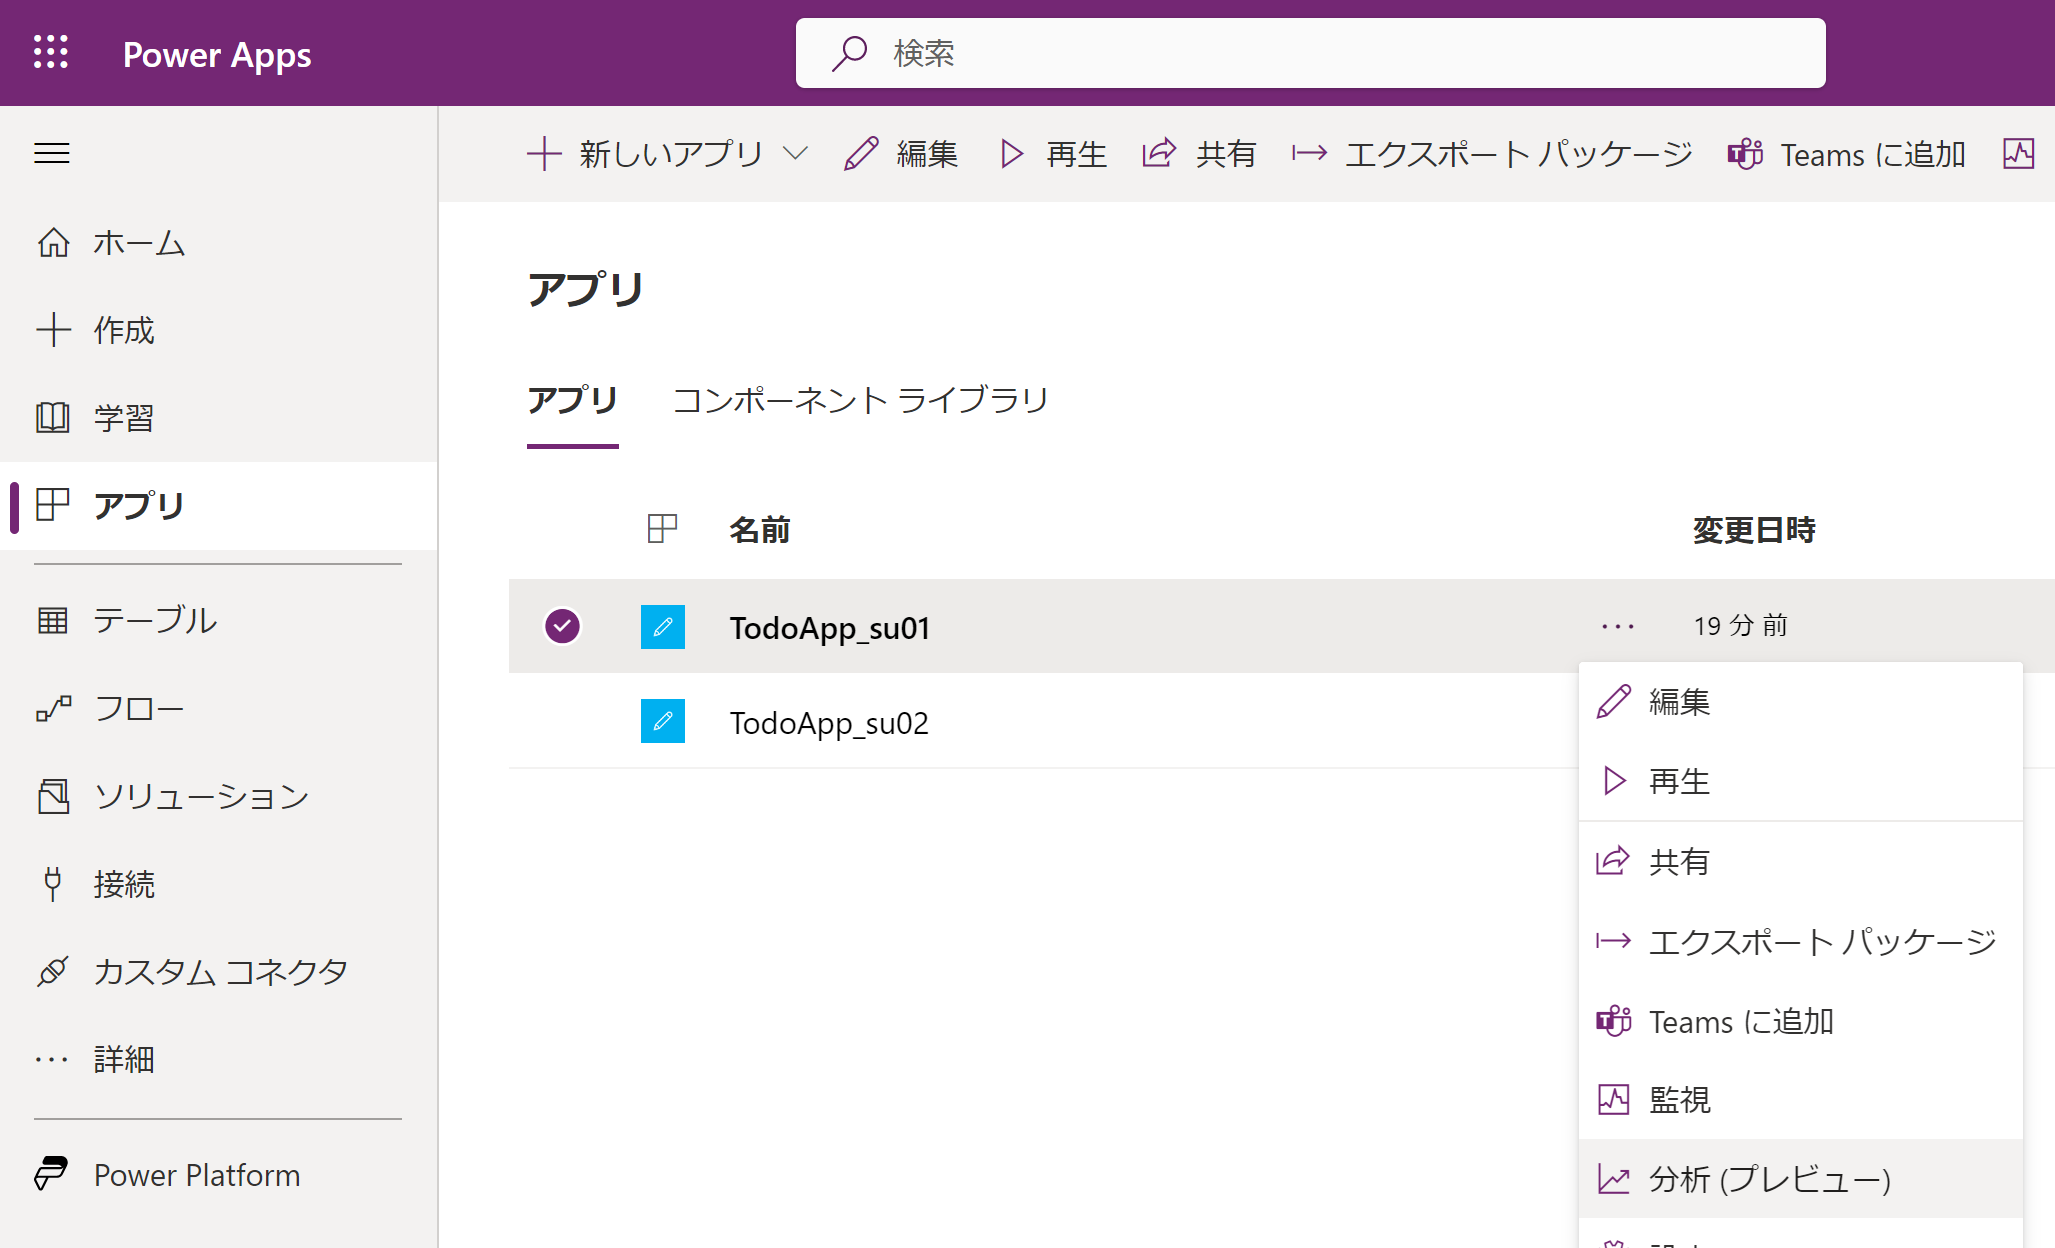 Power Apps
検索
新しいアプリ 編集 再生 共有 エクスポート パッケージ Teams に追加
ホーム
作成
学習
アプリ
テーブル
フロー
ソリューション
接続
カスタム コネクタ
詳細
Power Platform
アプリ
アプリ コンポーネント ライブラリ
名前 変更日時
TodoApp_su01 ··· 19 分 前
TodoApp_su02
編集
再生
共有
エクスポート パッケージ
Teams に追加
監視
分析 (プレビュー)